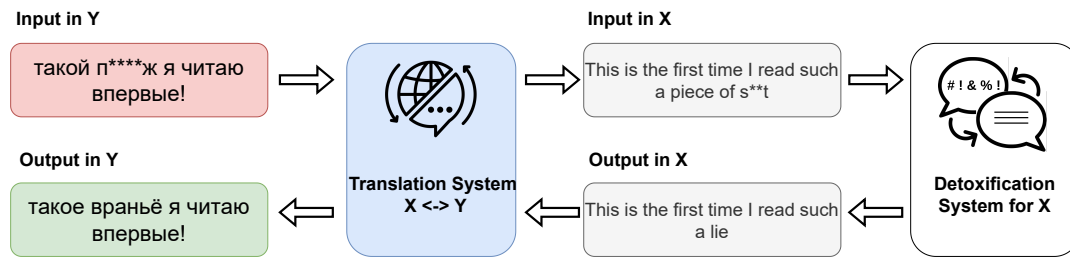 Input in Y
Input in X
такой п****ж я читаю
впервые!
This is the first time I read such
a piece of s**t
# ! & % !
Output in Y
Output in X
Translation System
X <-> Y
Detoxification
System for X
такое враньё я читаю
впервые!
This is the first time I read such
a lie